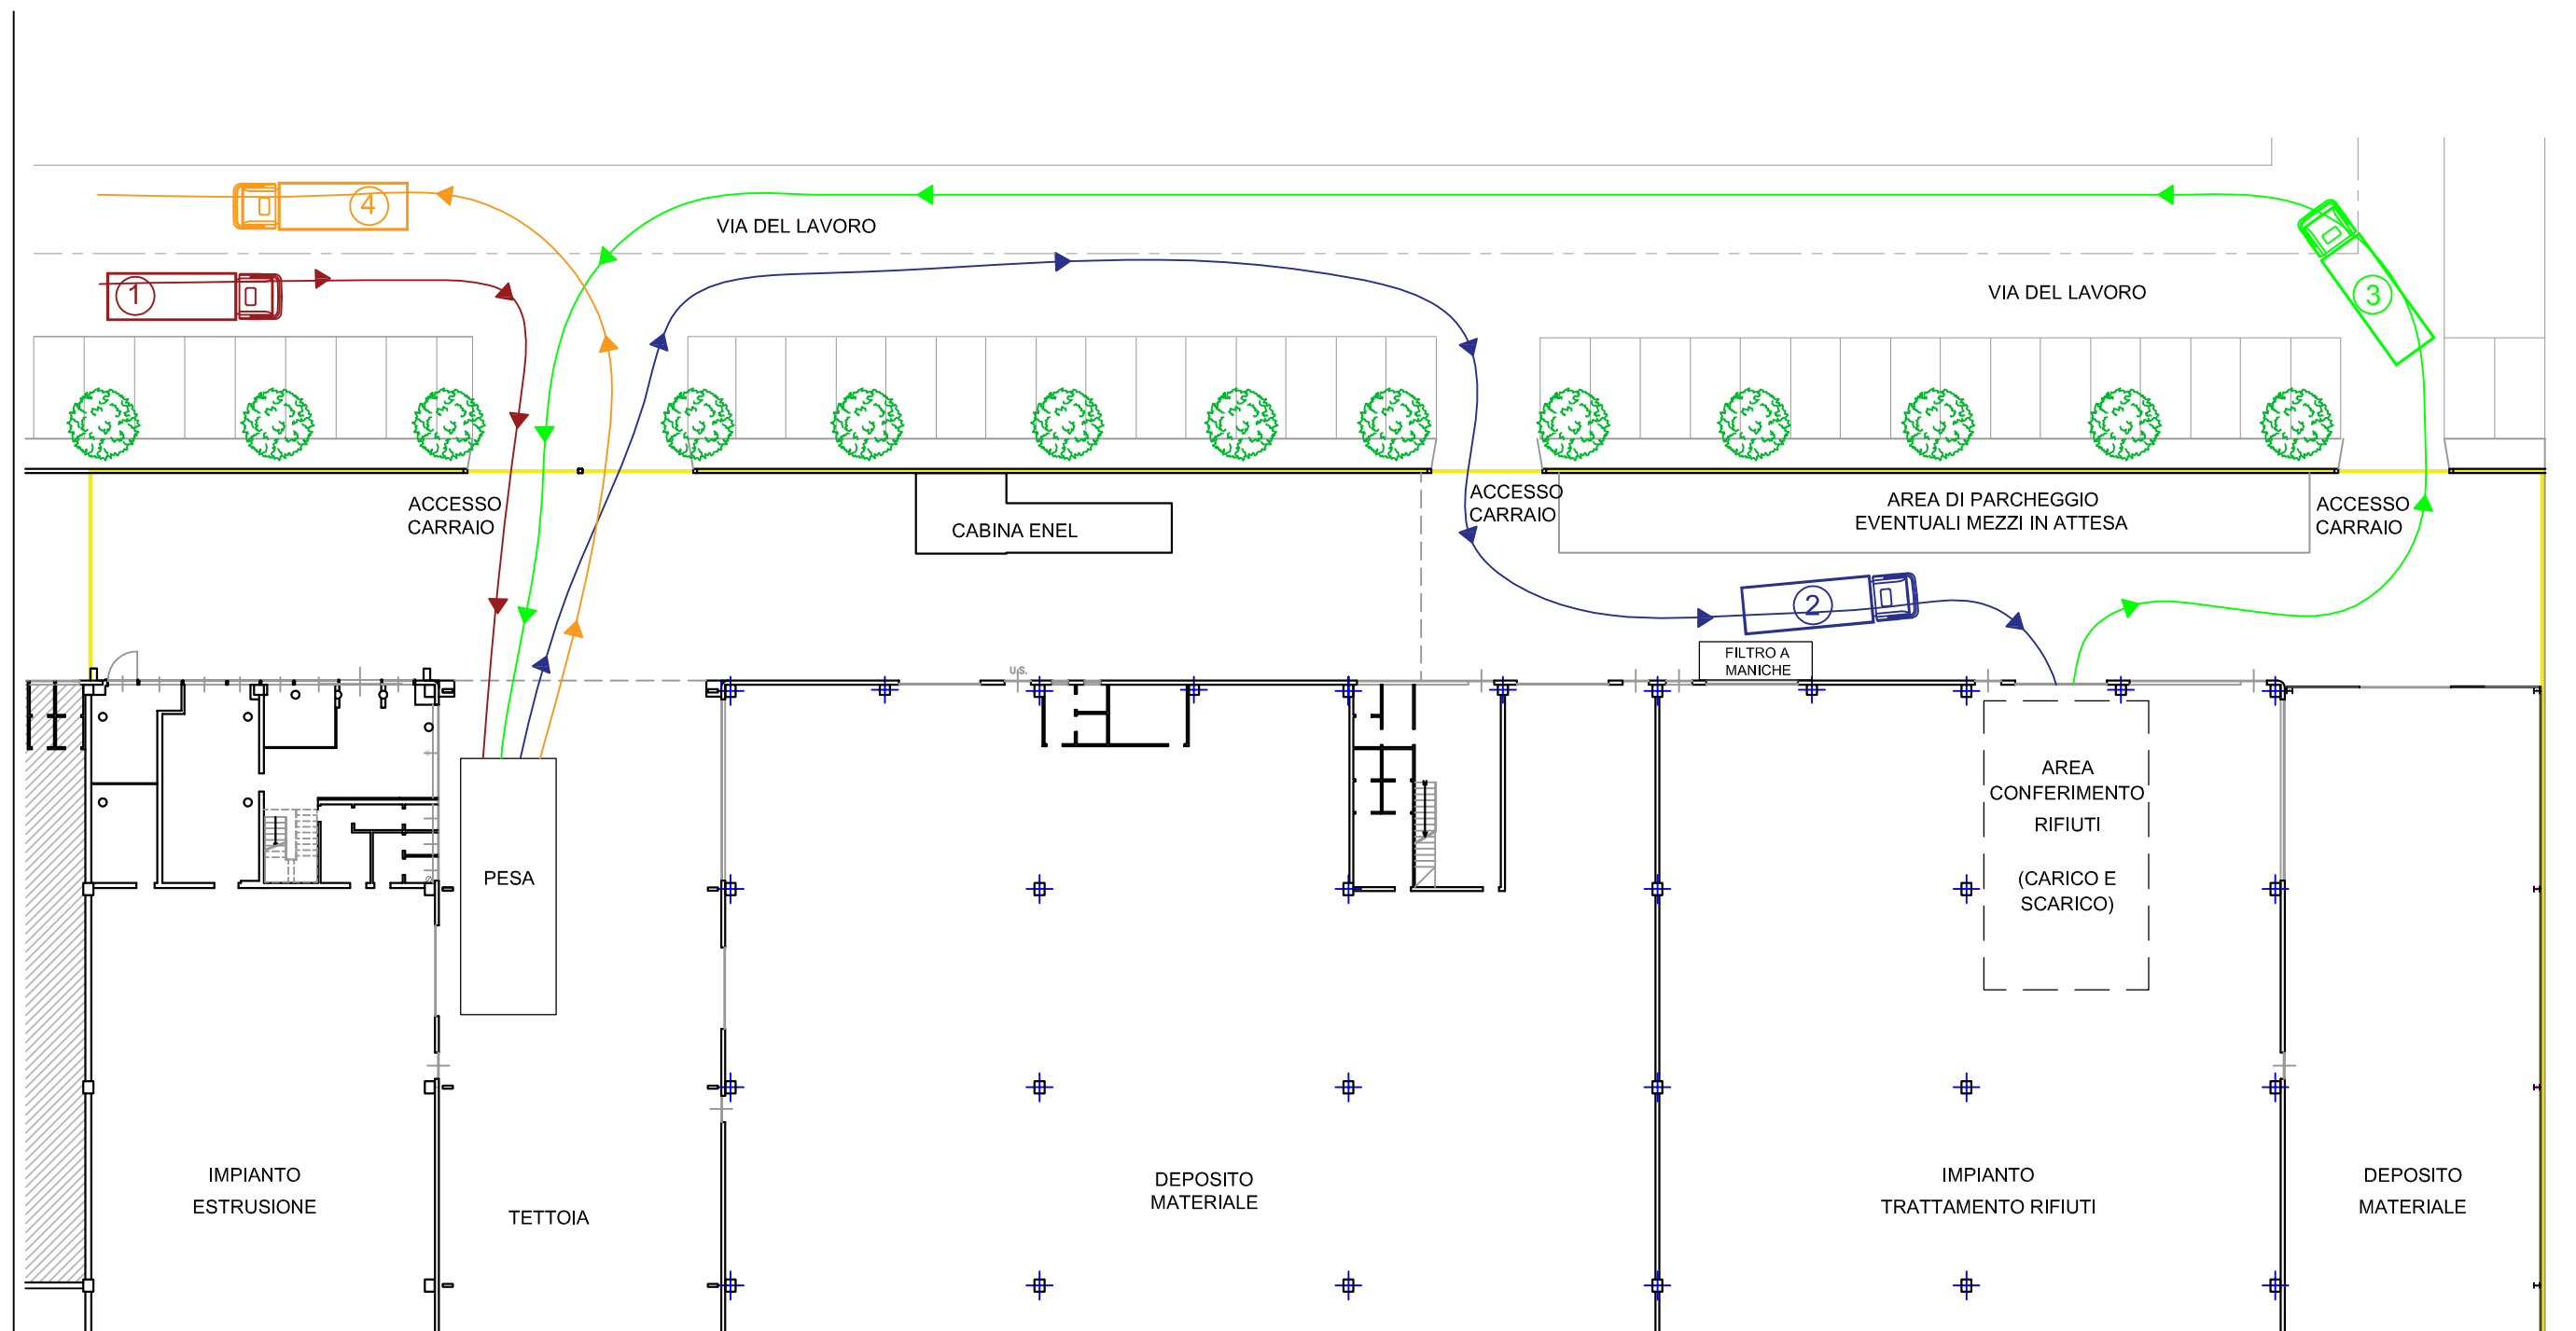 4
VIA DEL LAVORO
1
VIA DEL LAVORO
3
ACCESSO
CARRAIO
CABINA ENEL
ACCESSO
CARRAIO
AREA DI PARCHEGGIO
EVENTUALI MEZZI IN ATTESA
ACCESSO
CARRAIO
2
FILTRO A
MANICHE
U.S.
AREA
CONFERIMENTO
RIFIUTI
(CARICO E
SCARICO)
PESA
IMPIANTO
ESTRUSIONE
TETTOIA
DEPOSITO
MATERIALE
IMPIANTO
TRATTAMENTO RIFIUTI
DEPOSITO
MATERIALE